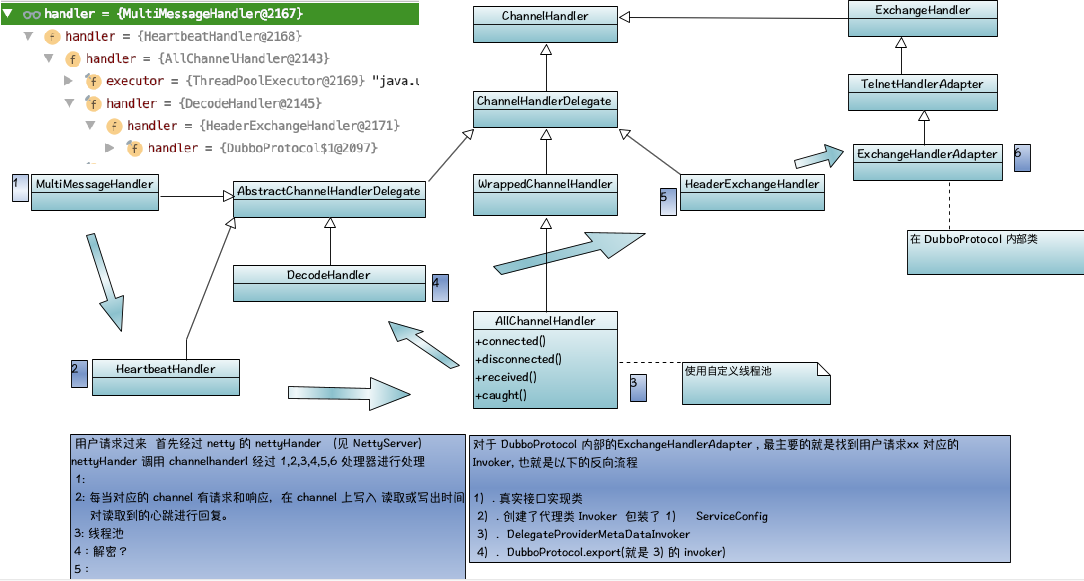 handler = {MultiMessageHandler@2167}
handler = {HeartbeatHandler@2168}
handler = {AllChannelHandler@2143}
executor = {ThreadPoolExecutor@2169} "java.u
handler = {DecodeHandler@2145}
handler = {HeaderExchangeHandler@2171}
handler = {DubboProtocol$1@2097}
ChannelHandler
ExchangeHandler
TelnetHandlerAdapter
ChannelHandlerDelegate
ExchangeHandlerAdapter
6
1
MultiMessageHandler
AbstractChannelHandlerDelegate
WrappedChannelHandler
5
HeaderExchangeHandler
在 DubboProtocol 内部类
DecodeHandler
4
AllChannelHandler
+connected()
+disconnected()
+received()
+caught()
3
使用自定义线程池
2
HeartbeatHandler
用户请求过来 首先经过 netty 的 nettyHander （见 NettyServer)
nettyHander 调用 channelhanderl 经过 1,2,3,4,5,6 处理器进行处理
1:
2: 每当对应的 channel 有请求和响应，在 channel 上写入 读取或写出时间
对读取到的心跳进行回复。
3: 线程池
4：解密？
5：
对于 DubboProtocol 内部的ExchangeHandlerAdapter , 最主要的就是找到用户请求xx 对应的
Invoker, 也就是以下的反向流程
1）. 真实接口实现类
2）. 创建了代理类 Invoker 包装了 1） ServiceConfig
3）. DelegateProviderMetaDataInvoker
4）. DubboProtocol.export(就是 3) 的 invoker)